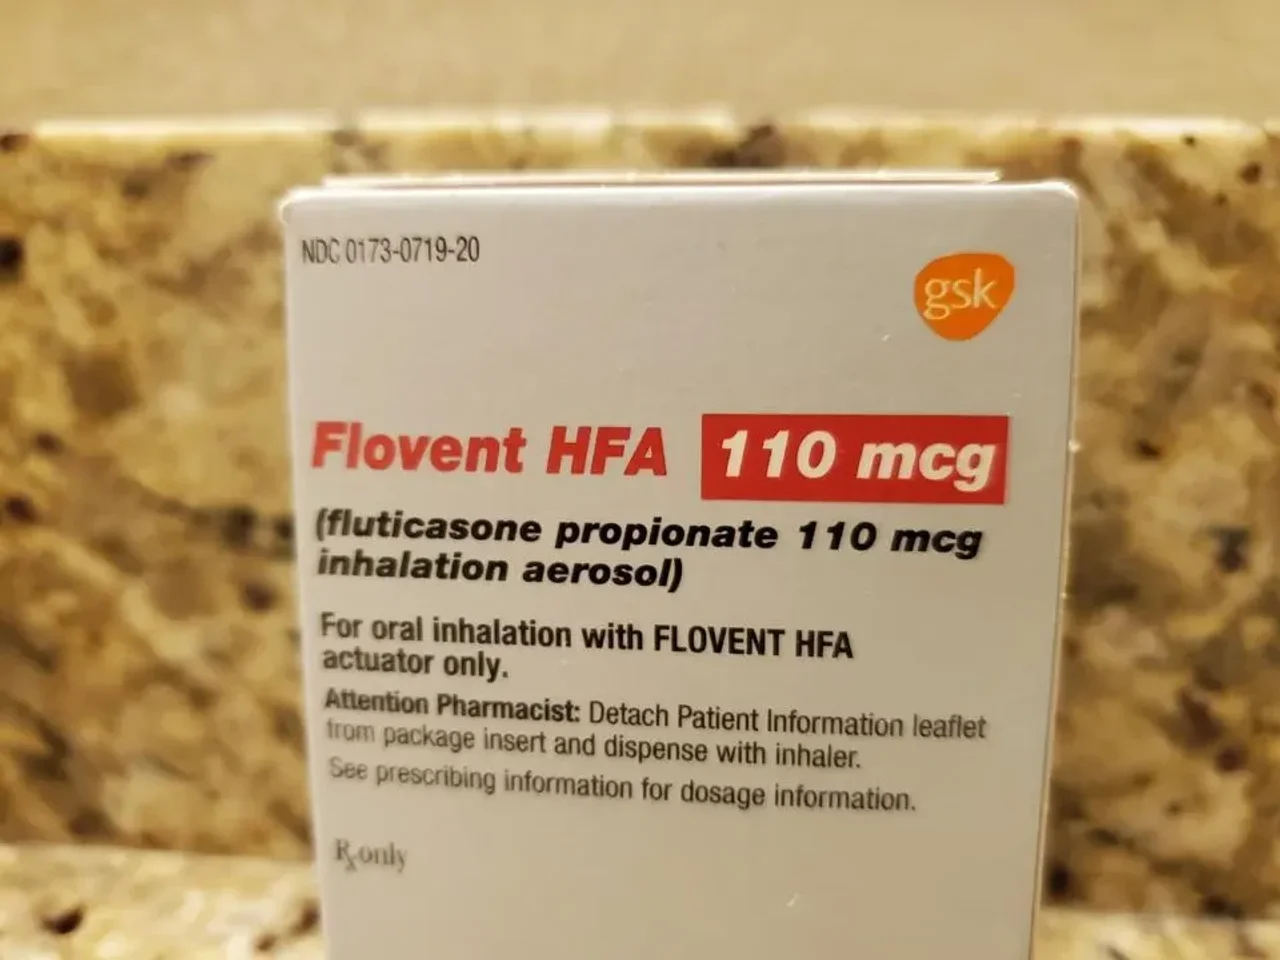 NDC 0173-0719-20
gsk
Flovent HFA 110 mcg
(fluticasone propionate 110 mcg
inhalation aerosol)
For oral inhalation with FLOVENT HFA
actuator only.
Attention Pharmacist: Detach Patient Information leaflet
from package insert and dispense with inhaler.
See prescribing information for dosage information.
Rx only